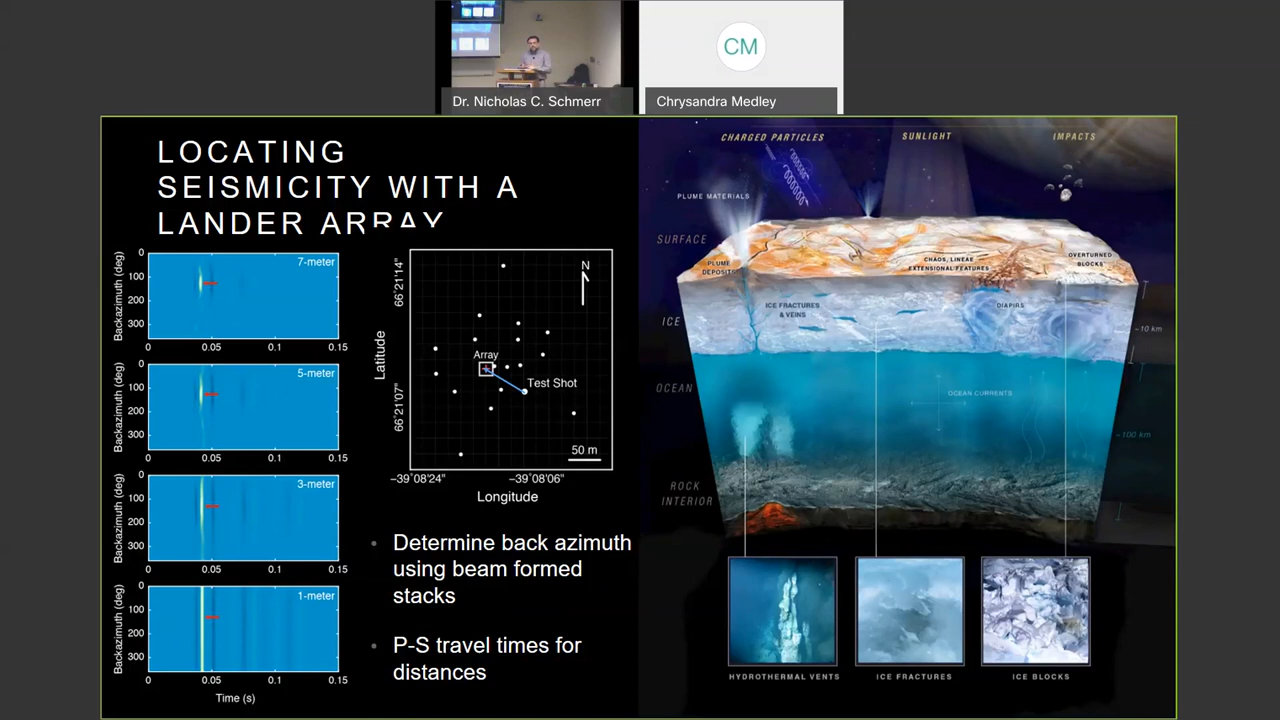 Dr. Nicholas C. Schmerr
CM
Chrysandra Medley
LOCATING
SEISMICITY WITH A
LANDER ARRAY
Backazimuth (deg)
0
100
200
300
7-meter
0
0.05
0.1
0.15
Backazimuth (deg)
0
100
200
300
5-meter
0
0.05
0.1
0.15
Backazimuth (deg)
0
100
200
300
3-meter
0
0.05
0.1
0.15
Backazimuth (deg)
0
100
200
300
1-meter
0
0.05
0.1
0.15
Time (s)
Latitude
66°21'14"
66°21'07"
N
Array
Test Shot
50 m
−39°08'24"
−39°08'06"
Longitude
• Determine back azimuth
using beam formed
stacks
• P-S travel times for
distances
CHARGED PARTICLES
SUNLIGHT
IMPACTS
PLUME MATERIALS
SURFACE
PLUME
DEPOSITS
CHAOS, LINEAE
EXTENSIONAL FEATURES
OVERTURNED
BLOCKS
ICE
ICE FRACTURES
& VEINS
DIAPIRS
~10 km
OCEAN
OCEAN CURRENTS
~100 km
ROCK
INTERIOR
HYDROTHERMAL VENTS
ICE FRACTURES
ICE BLOCKS